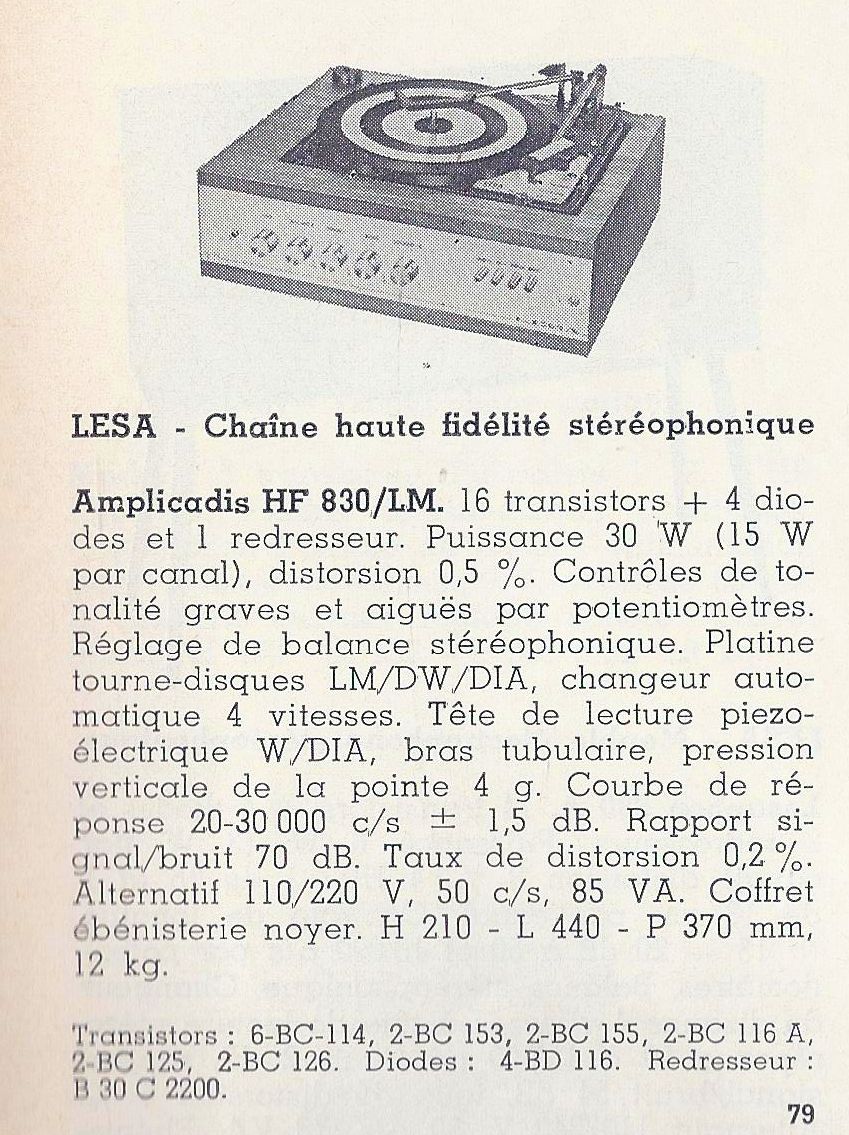 LESA - Chaîne haute fidélité stéréophonique
Amplicadis HF 830/LM. 16 transistors + 4 dio-
des et 1 redresseur. Puissance 30 W (15 W
par canal), distorsion 0,5 %. Contrôles de to-
nalité graves et aiguës par potentiomètres.
Réglage de balance stéréophonique. Platine
tourne-disques LM/DW/DIA, changeur auto-
matique 4 vitesses. Tête de lecture piezo-
électrique W/DIA, bras tubulaire, pression
verticale de la pointe 4 g. Courbe de ré-
ponse 20-30 000 c/s ± 1,5 dB. Rapport si-
gnal/bruit 70 dB. Taux de distorsion 0,2 %.
Alternatif 110/220 V, 50 c/s, 85 VA. Coffret
ébénisterie noyer. H 210 - L 440 - P 370 mm,
12 kg.
Transistors : 6-BC-114, 2-BC 153, 2-BC 155, 2-BC 116 A,
2-BC 125, 2-BC 126. Diodes : 4-BD 116. Redresseur :
B 30 C 2200.
79